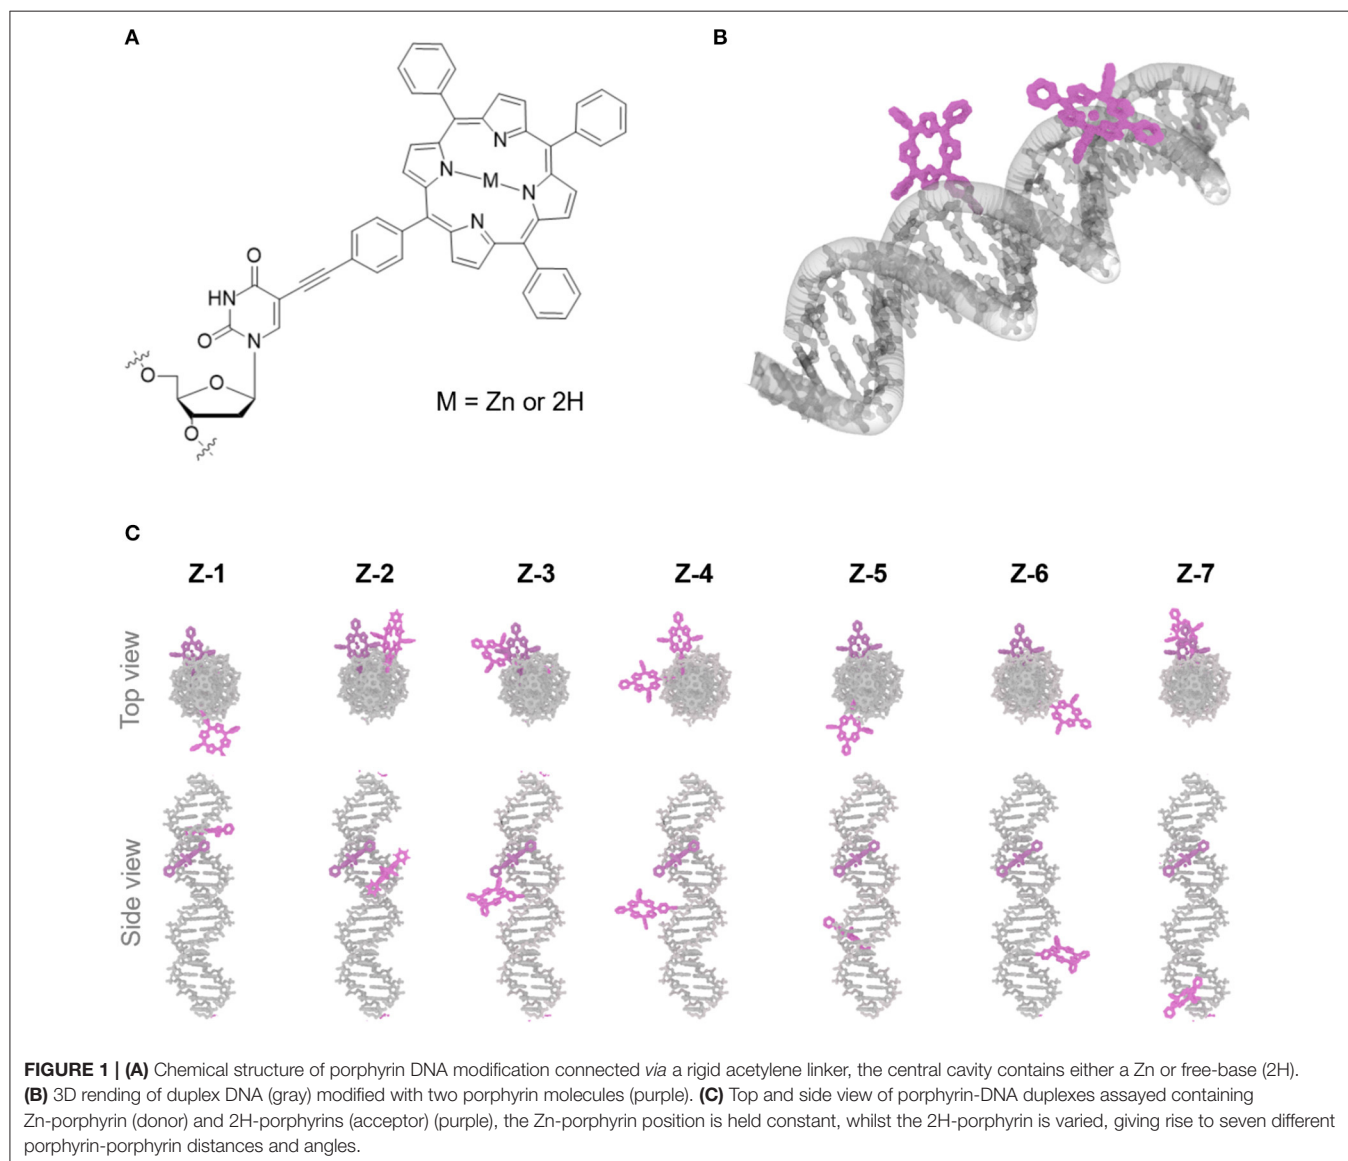 A
B
N
N
M
N
N
O
HN
O
N
O
O
O
M = Zn or 2H
C
Z-1 Z-2 Z-3 Z-4 Z-5 Z-6 Z-7
Top view
Side view
FIGURE 1 | (A) Chemical structure of porphyrin DNA modification connected via a rigid acetylene linker, the central cavity contains either a Zn or free-base (2H).
(B) 3D rending of duplex DNA (gray) modified with two porphyrin molecules (purple). (C) Top and side view of porphyrin-DNA duplexes assayed containing
Zn-porphyrin (donor) and 2H-porphyrins (acceptor) (purple), the Zn-porphyrin position is held constant, whilst the 2H-porphyrin is varied, giving rise to seven different
porphyrin-porphyrin distances and angles.